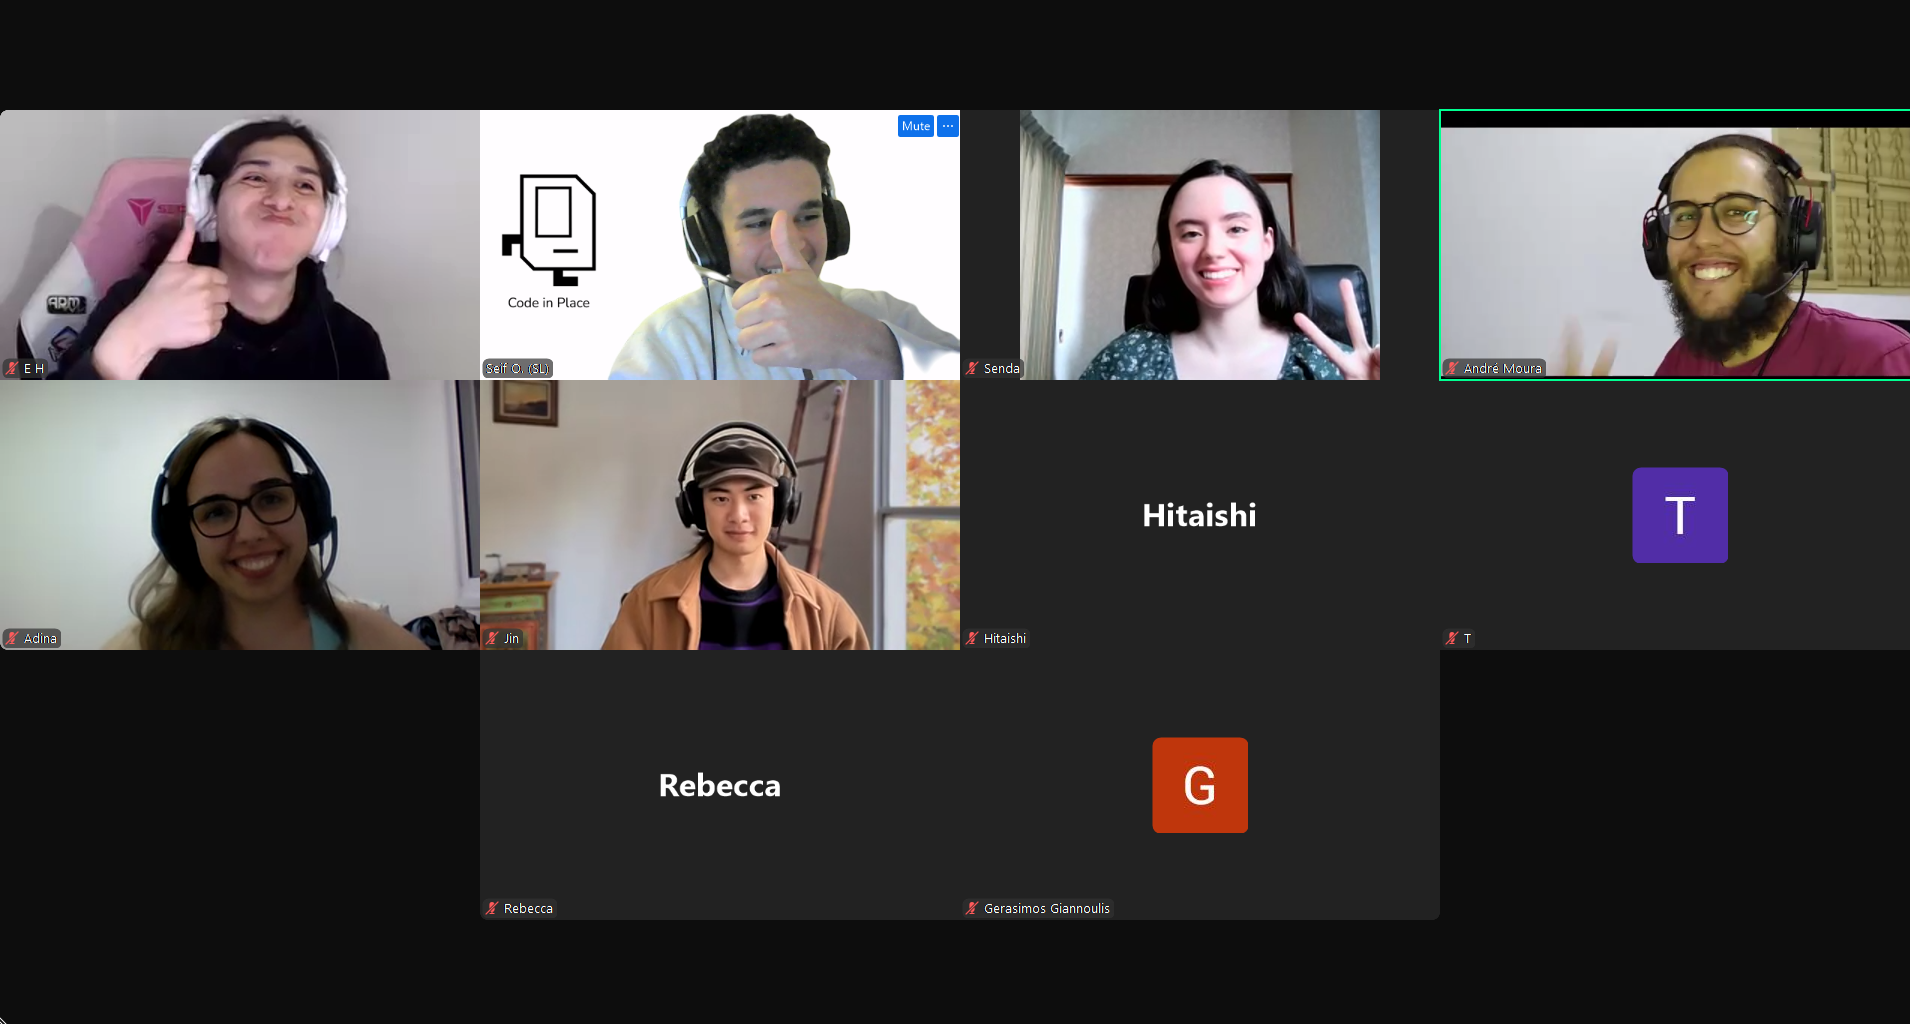 Mute
...
Code in Place
E H
Seif O. (SL)
Senda
André Moura
Hitaishi
T
Adina
Jin
Hitaishi
T
Rebecca
G
Rebecca
Gerasimos Giannoulis